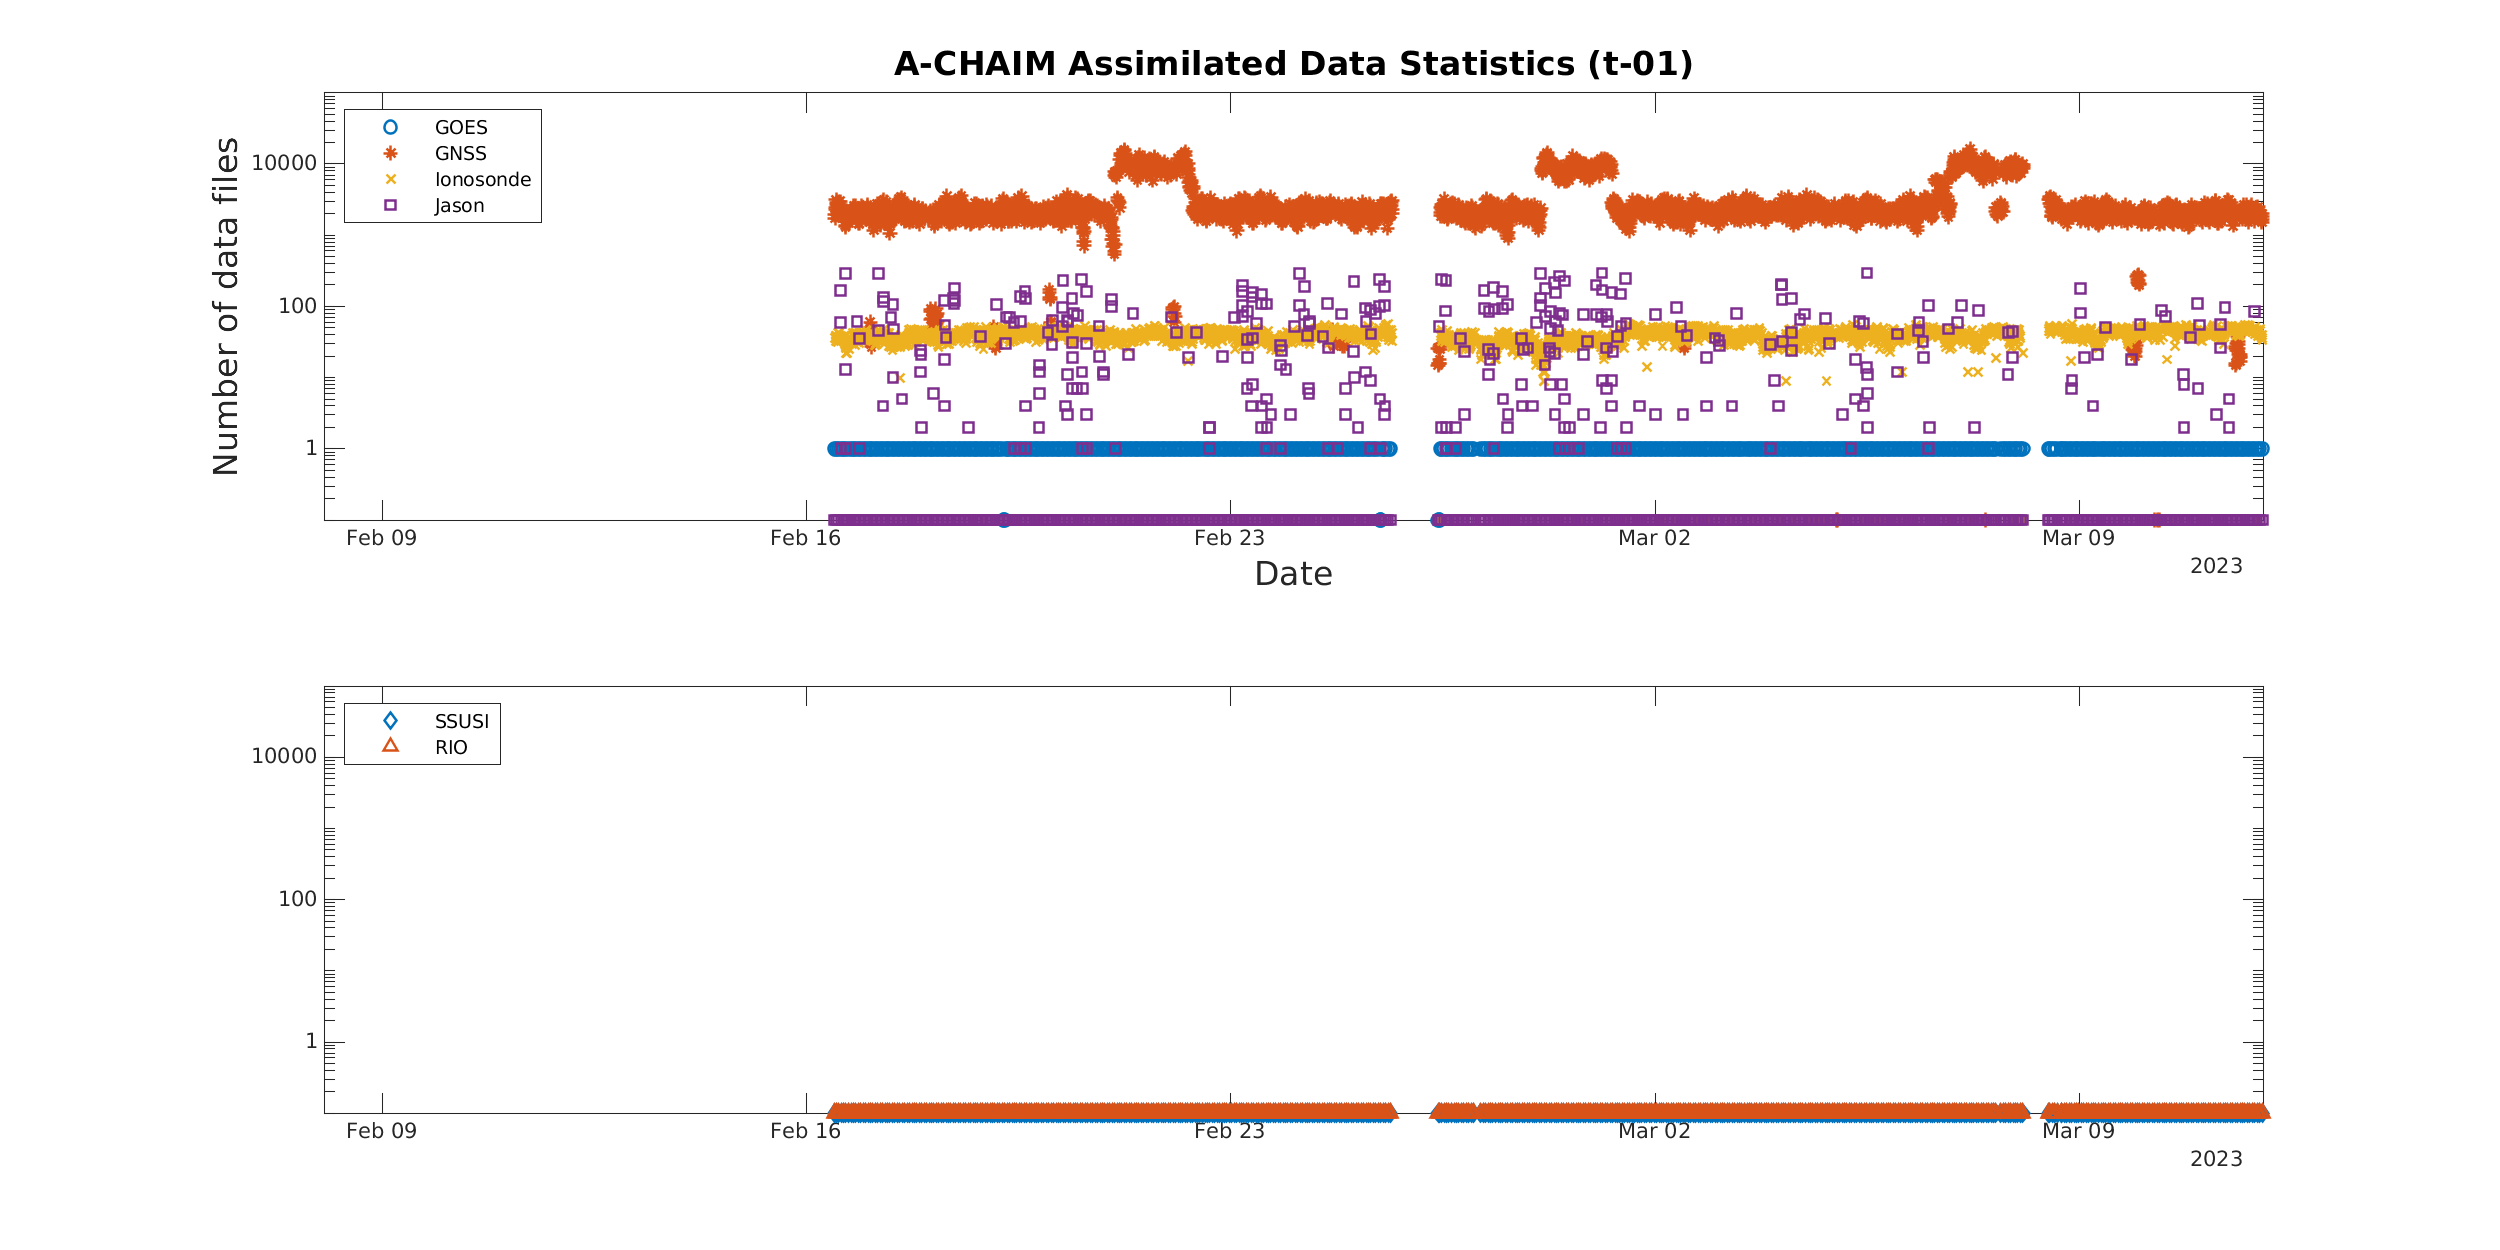 A-CHAIM Assimilated Data Statistics (t-01)
Number of data files
10000
100
1
GOES
GNSS
Ionosonde
Jason
Feb 09 Feb 16 Feb 23 Mar 02 Mar 09
2023
Date
10000
100
1
SSUSI
RIO
Feb 09 Feb 16 Feb 23 Mar 02 Mar 09
2023